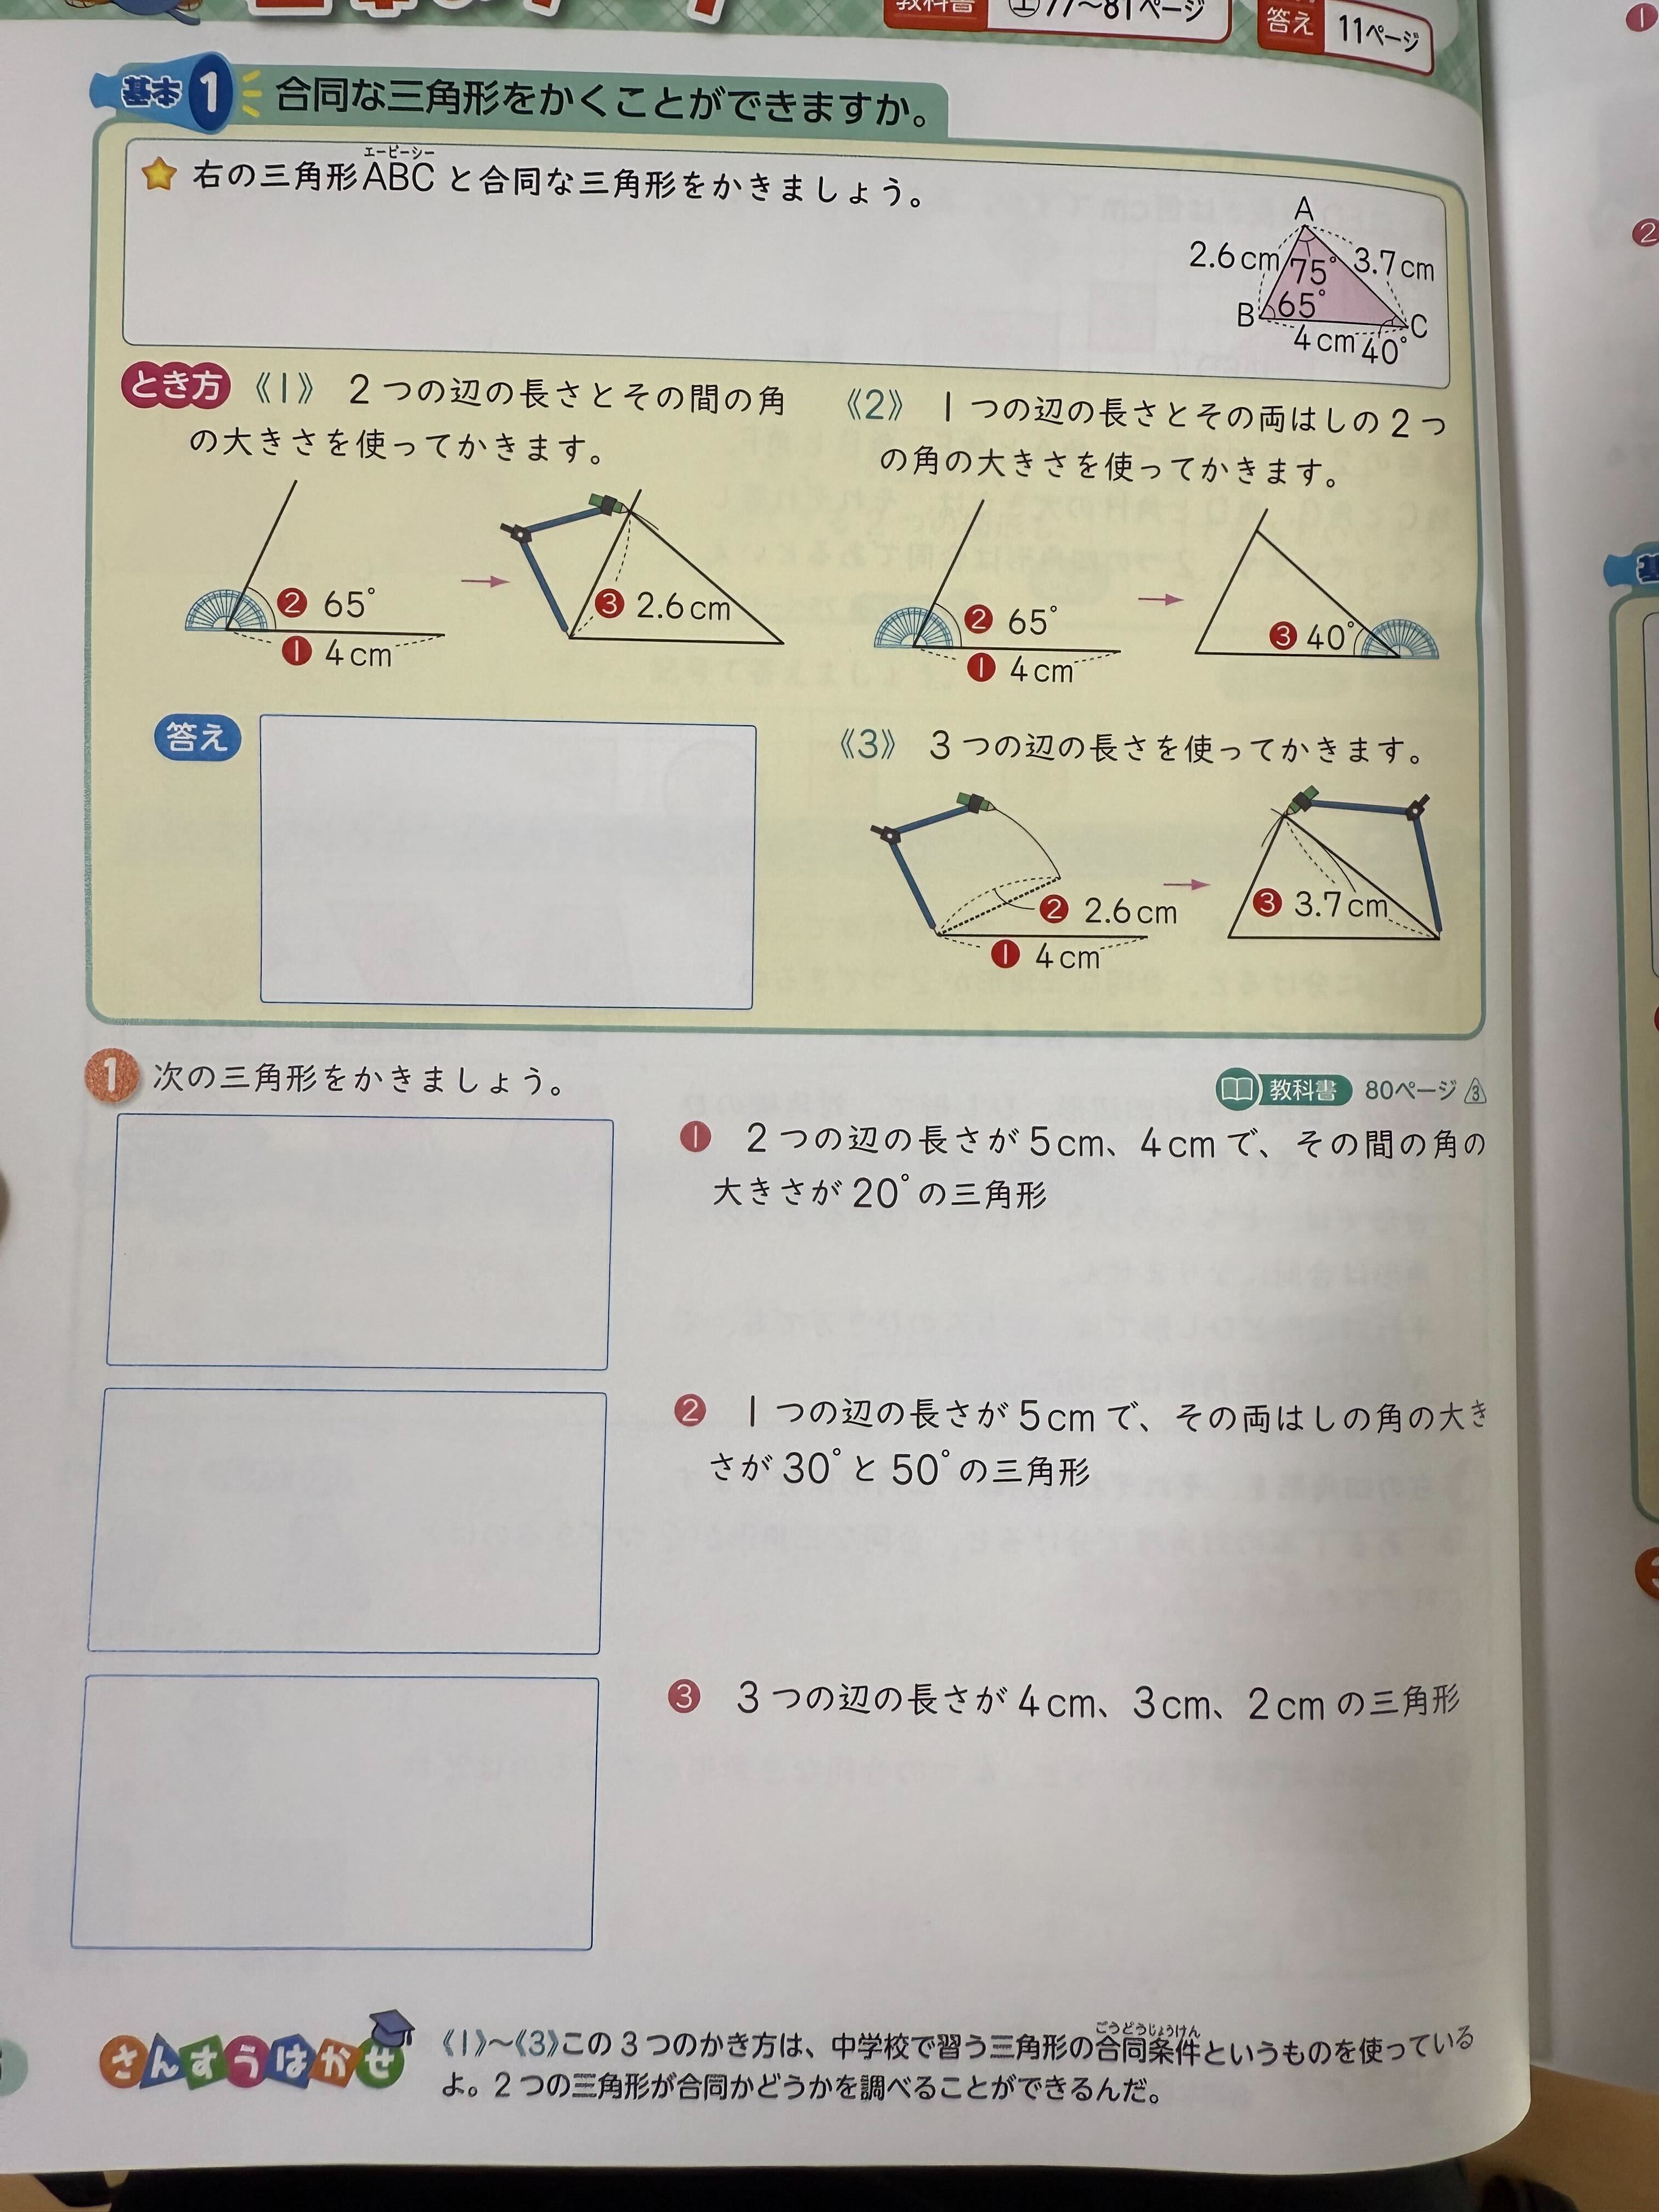 教科書 ㊤77〜81ページ
答え 11ページ
基本 1 合同な三角形をかくことができますか。
エービーシー
右の三角形ABCと合同な三角形をかきましょう。
A
2.6cm 75° 3.7cm
B 65° C
4cm 40°
とき方 《1》 2つの辺の長さとその間の角
の大きさを使ってかきます。
❷ 65°
❶ 4cm
❸ 2.6cm
《2》 1つの辺の長さとその両はしの2つ
の角の大きさを使ってかきます。
❷ 65°
❶ 4cm
❸ 40°
答え
《3》 3つの辺の長さを使ってかきます。
❷ 2.6cm
❶ 4cm
❸ 3.7cm
1 次の三角形をかきましょう。
教科書 80ページ 3
❶ 2つの辺の長さが5cm、4cmで、その間の角の
大きさが20°の三角形
❷ 1つの辺の長さが5cmで、その両はしの角の大き
さが30°と50°の三角形
❸ 3つの辺の長さが4cm、3cm、2cmの三角形
さんすうはかせ
ごうどうじょうけん
《1》〜《3》この3つのかき方は、中学校で習う三角形の合同条件というものを使っている
よ。2つの三角形が合同かどうかを調べることができるんだ。
❶
❷